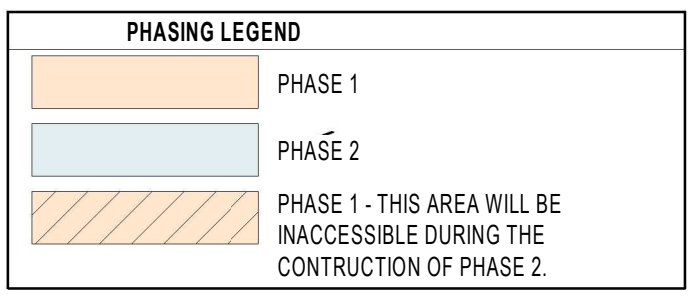 PHASING LEGEND
PHASE 1
PHASE 2
PHASE 1 - THIS AREA WILL BE
INACCESSIBLE DURING THE
CONTRUCTION OF PHASE 2.